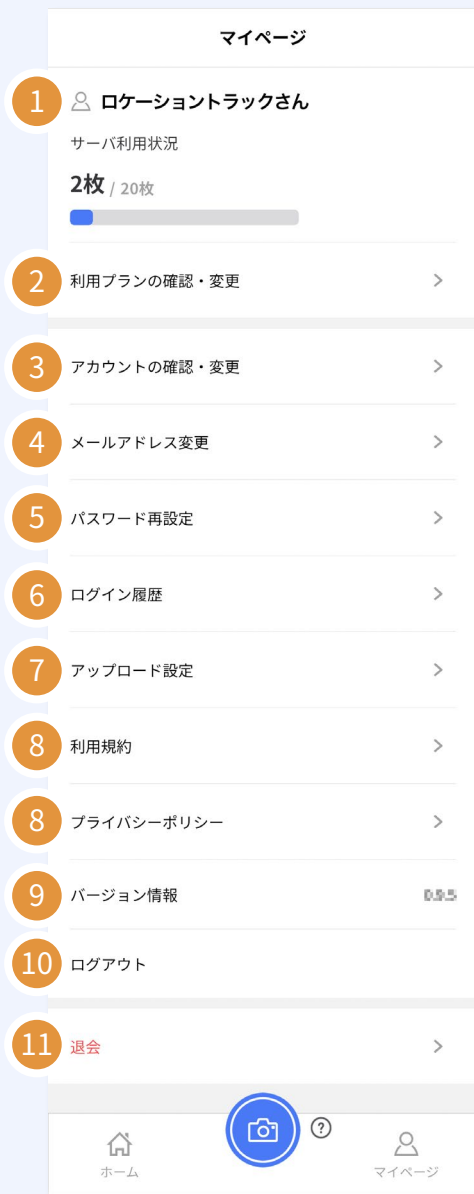 マイページ
1 ロケーショントラックさん
サーバ利用状況
2枚 / 20枚
2 利用プランの確認・変更
3 アカウントの確認・変更
4 メールアドレス変更
5 パスワード再設定
6 ログイン履歴
7 アップロード設定
8 利用規約
8 プライバシーポリシー
9 バージョン情報
10 ログアウト
11 退会
?
ホーム マイページ